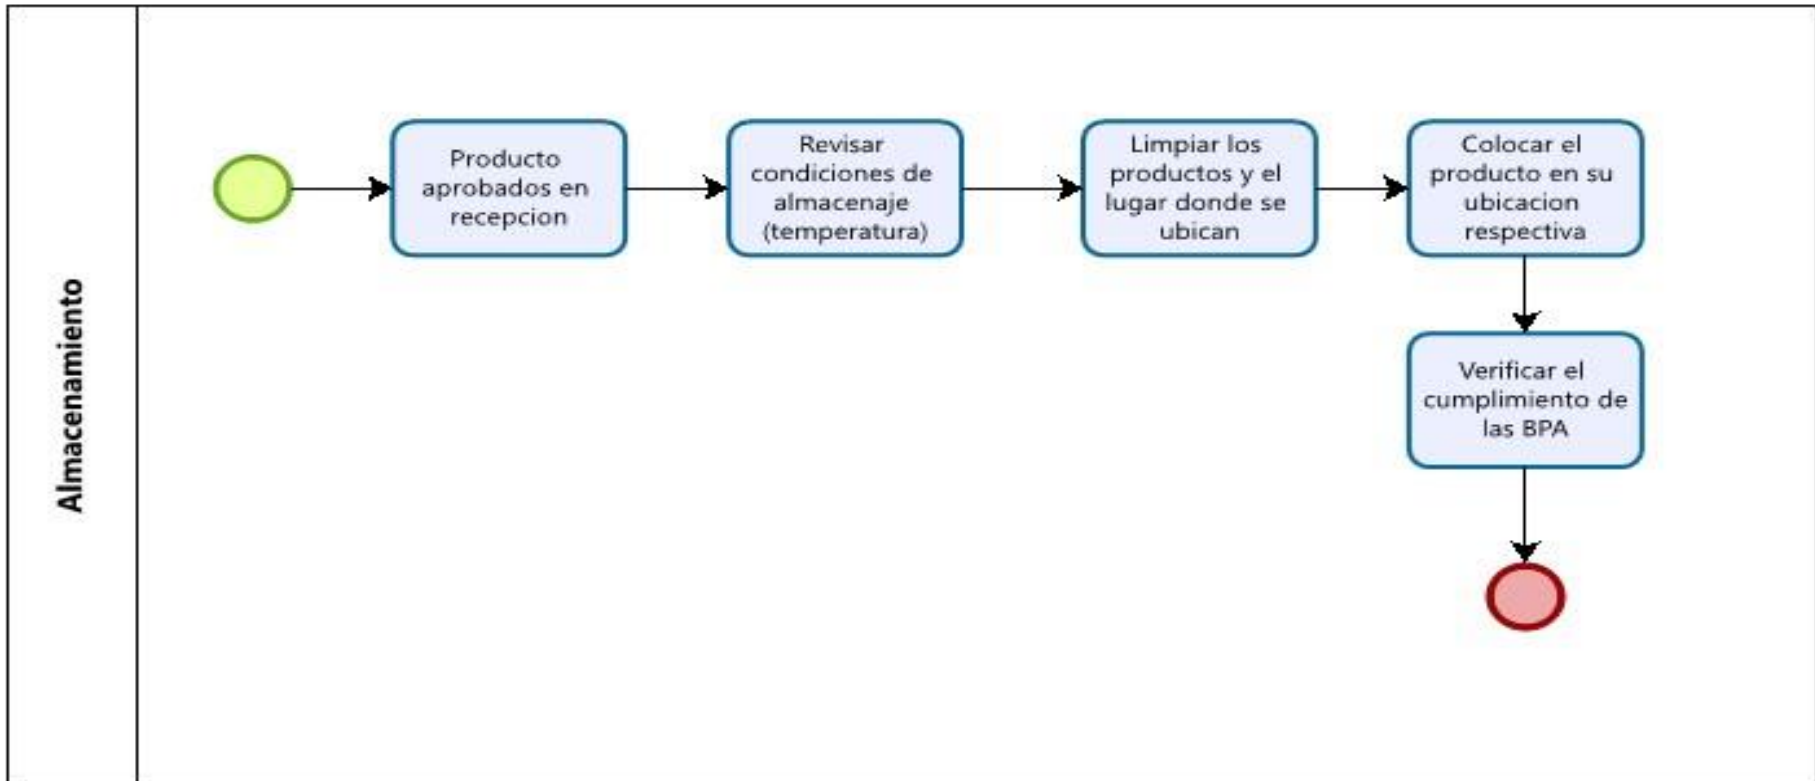 Almacenamiento
Producto
aprobados en
recepcion
Revisar
condiciones de
almacenaje
(temperatura)
Limpiar los
productos y el
lugar donde se
ubican
Colocar el
producto en su
ubicacion
respectiva
Verificar el
cumplimiento de
las BPA